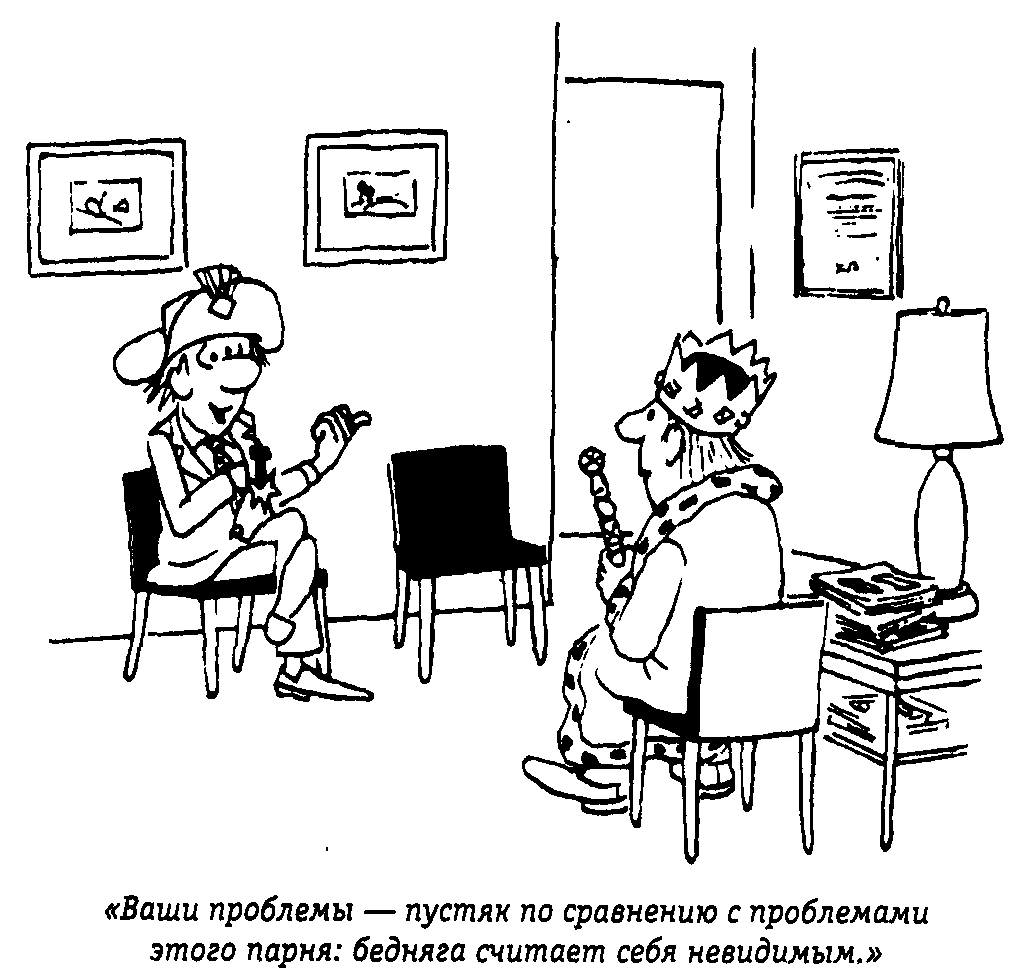 «Ваши проблемы — пустяк по сравнению с проблемами
этого парня: бедняга считает себя невидимым.»